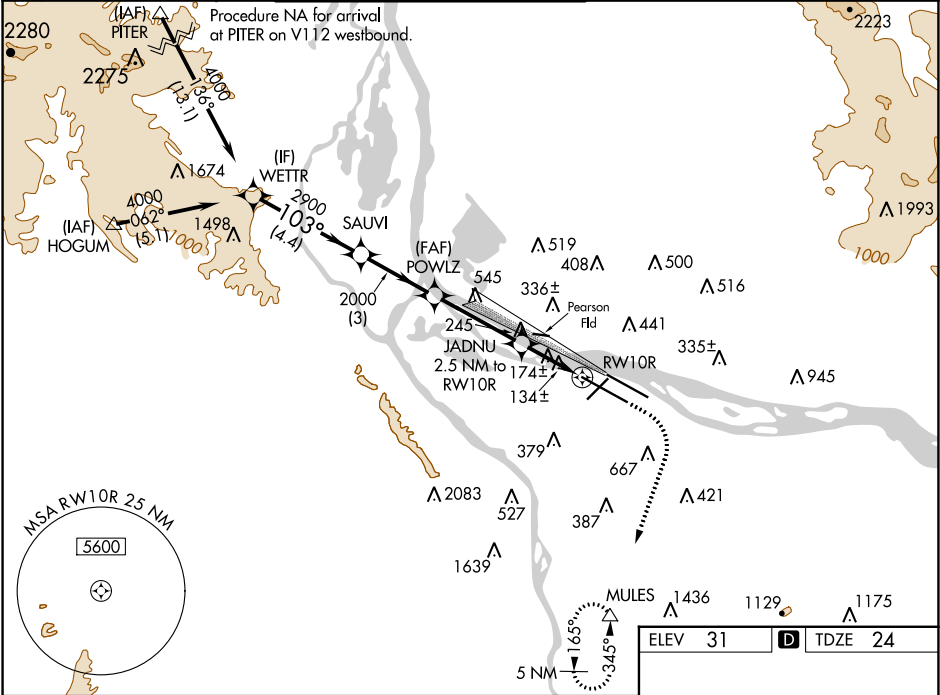 (IAF)
PITER
Procedure NA for arrival
at PITER on V112 westbound.
2280
2275
2223
4000
136°
(13.1)
1674
(IF)
WETTR
4000
062°
(5.1)
(IAF)
HOGUM
1498
1000
2900
103°
(4.4)
SAUVI
(FAF)
POWLZ
2000
(3)
1993
1000
519
408
500
516
545
336±
Pearson
Fld
441
245
JADNU
2.5 NM to
RW10R
174±
134±
RW10R
335±
945
379
667
2083
527
387
421
1639
MSA RW10R 25 NM
5600
MULES
1436
1129
1175
165°
345°
5 NM
ELEV 31
D
TDZE 24